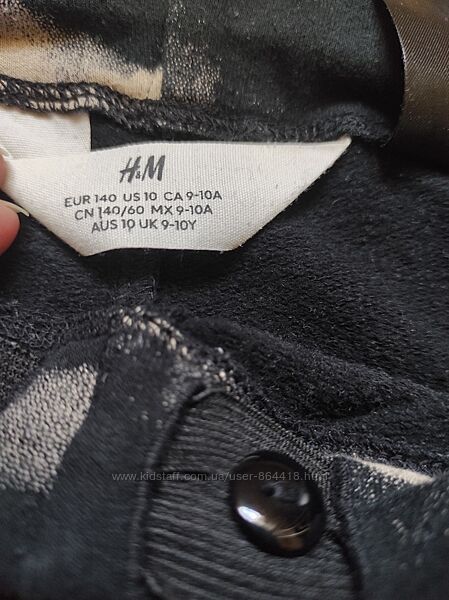 H&M
EUR 140 US 10 CA 9-10A
CN 140/60 MX 9-10A
AUS 10 UK 9-10Y
www.kidstaff.com.ua/user-864418.html